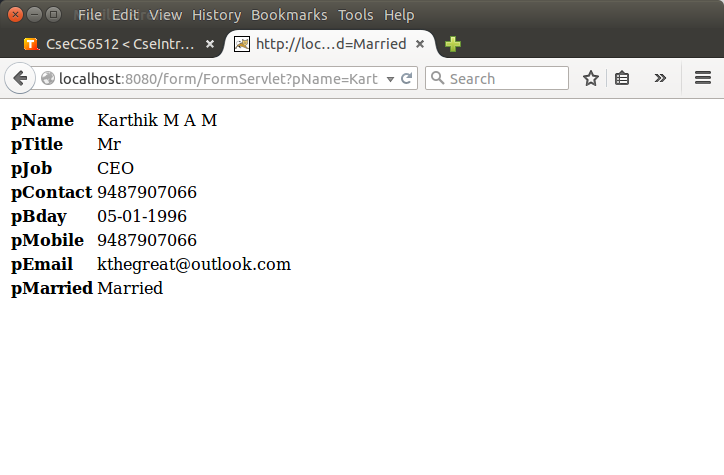 File Edit View History Bookmarks Tools Help
CseCS6512 < CseIntr... × http://loc...d=Married ×
localhost:8080/form/FormServlet?pName=Kart Search
pName Karthik M A M
pTitle Mr
pJob CEO
pContact 9487907066
pBday 05-01-1996
pMobile 9487907066
pEmail kthegreat@outlook.com
pMarried Married